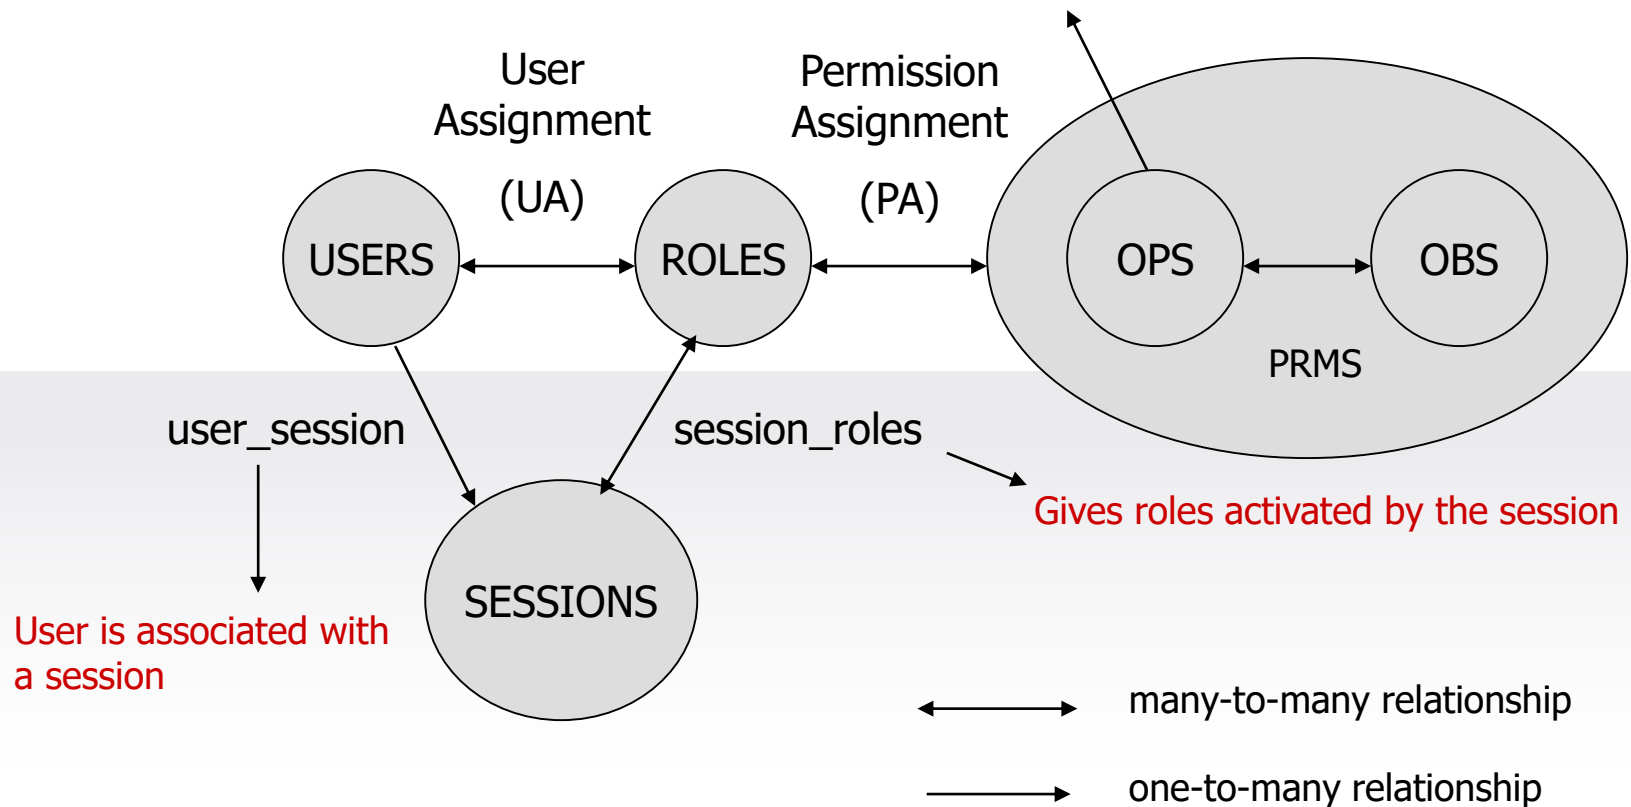 User
Assignment
(UA)
Permission
Assignment
(PA)
USERS
ROLES
OPS
OBS
PRMS
user_session
session_roles
Gives roles activated by the session
SESSIONS
User is associated with
a session
many-to-many relationship
one-to-many relationship